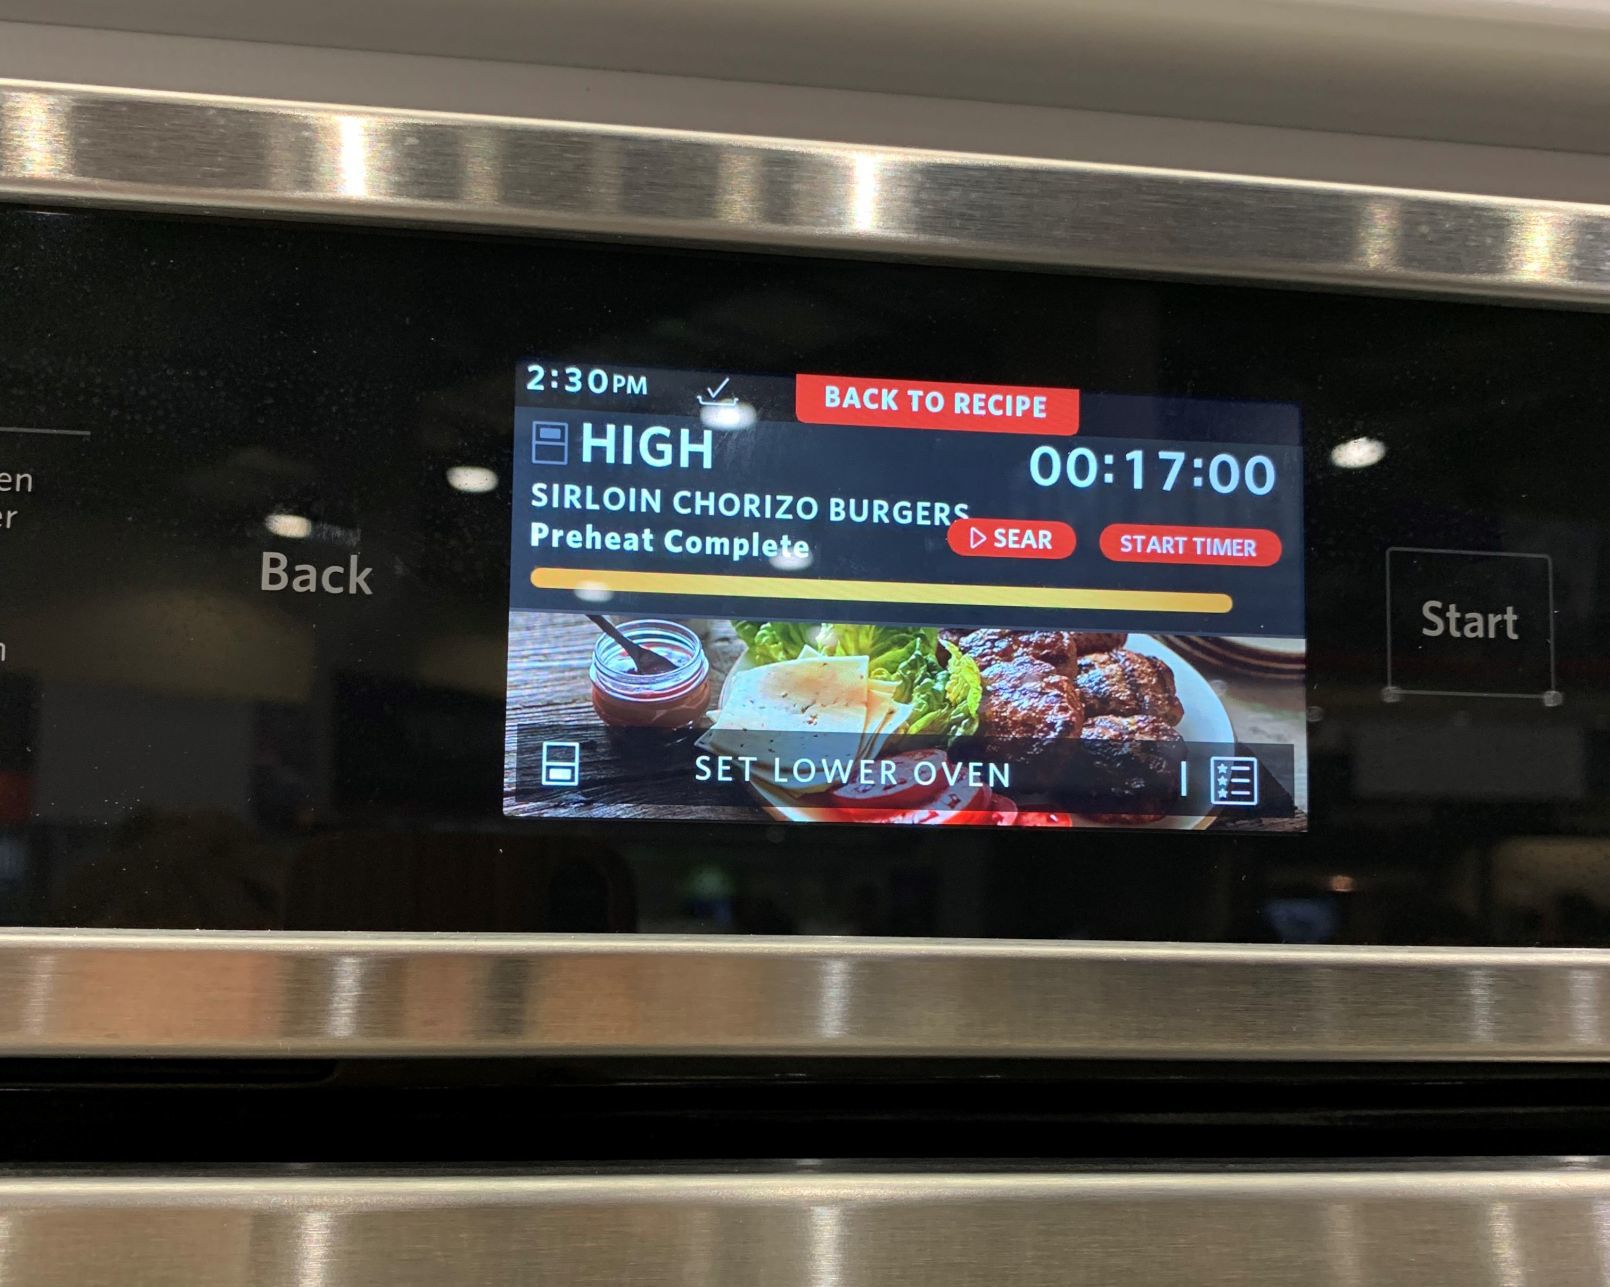 2:30PM
BACK TO RECIPE
HIGH
00:17:00
SIRLOIN CHORIZO BURGERS
Preheat Complete
SEAR
START TIMER
SET LOWER OVEN
Back
Start